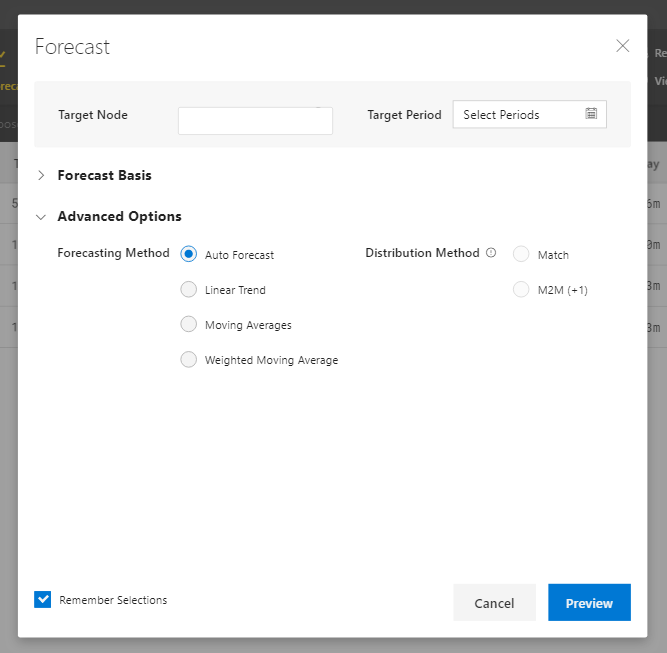 Forecast
Target Node
Target Period
Select Periods
Forecast Basis
Advanced Options
Forecasting Method
Auto Forecast
Linear Trend
Moving Averages
Weighted Moving Average
Distribution Method
Match
M2M (+1)
Remember Selections
Cancel
Preview